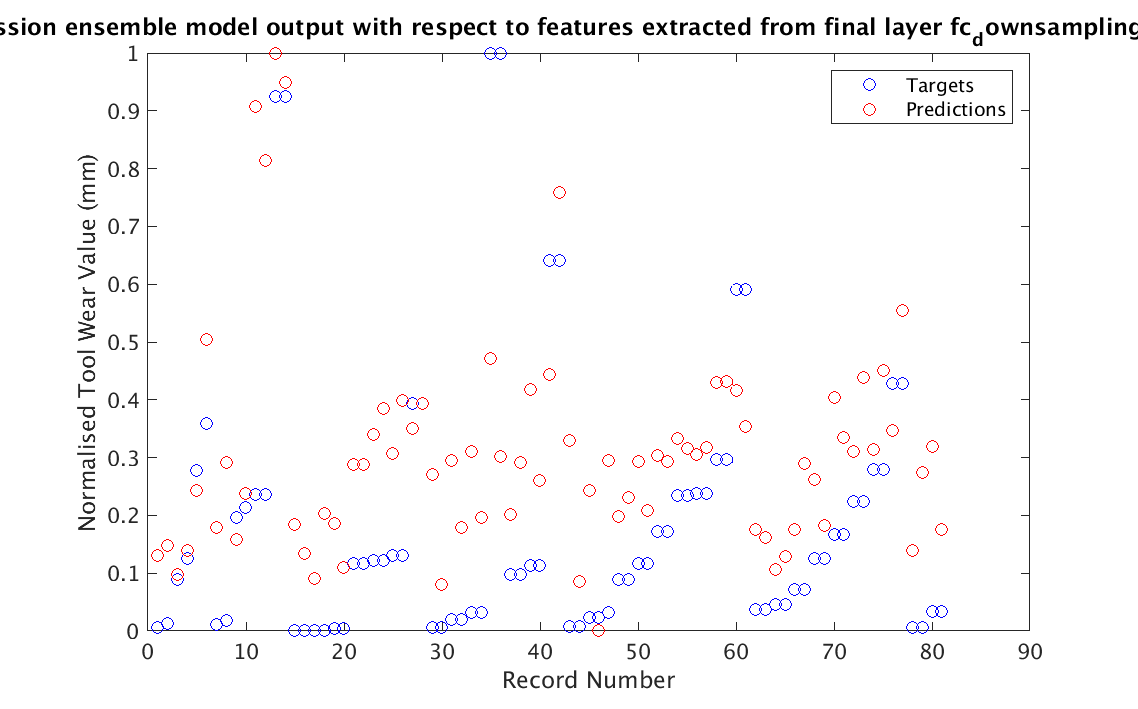 ssion ensemble model output with respect to features extracted from final layer fc_downsampling
Targets
Predictions
Normalised Tool Wear Value (mm)
1
0.9
0.8
0.7
0.6
0.5
0.4
0.3
0.2
0.1
0
0 10 20 30 40 50 60 70 80 90
Record Number